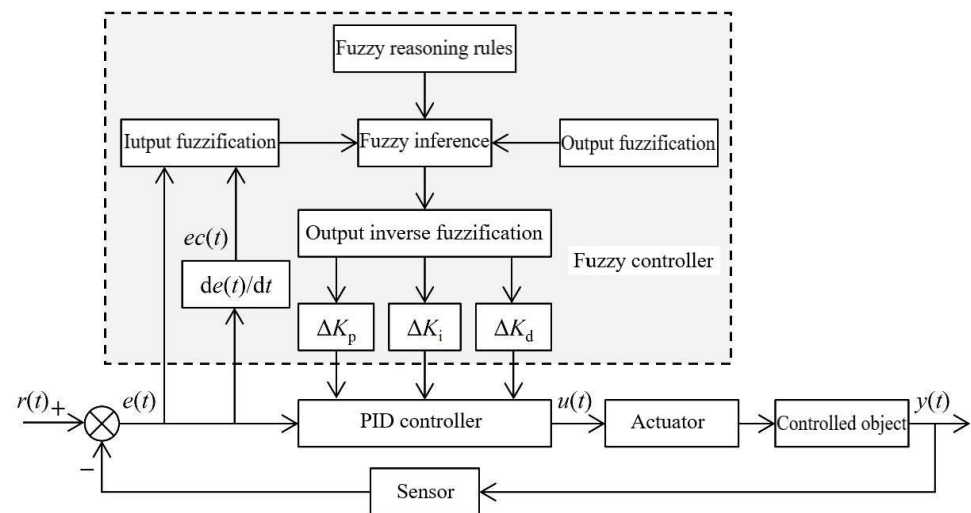 Fuzzy reasoning rules
Iutput fuzzification
Fuzzy inference
Output fuzzification
Output inverse fuzzification
ec(t)
Fuzzy controller
de(t)/dt
ΔKp
ΔKi
ΔKd
r(t)
+
e(t)
PID controller
u(t)
Actuator
Controlled object
y(t)
−
Sensor